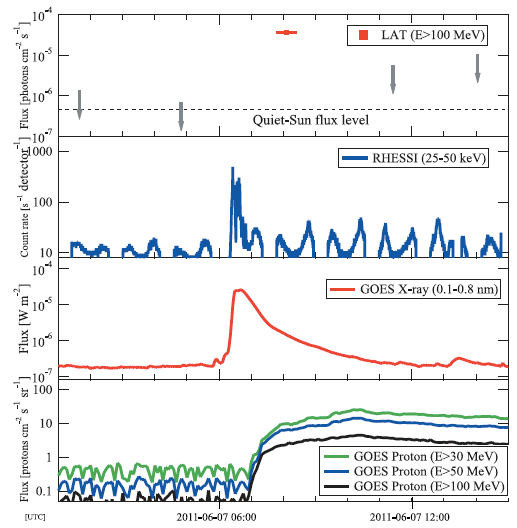 10⁻⁴
10⁻⁵
10⁻⁶
10⁻⁷
Flux [photons cm⁻² s⁻¹]
LAT (E>100 MeV)
Quiet-Sun flux level
1000
100
10
Count rate [s⁻¹ detector⁻¹]
RHESSI (25-50 keV)
10⁻⁴
10⁻⁵
10⁻⁶
10⁻⁷
Flux [W m⁻²]
GOES X-ray (0.1-0.8 nm)
100
10
1
0.1
Flux [protons cm⁻² s⁻¹ sr⁻¹]
GOES Proton (E>30 MeV)
GOES Proton (E>50 MeV)
GOES Proton (E>100 MeV)
[UTC]
2011-06-07 06:00
2011-06-07 12:00